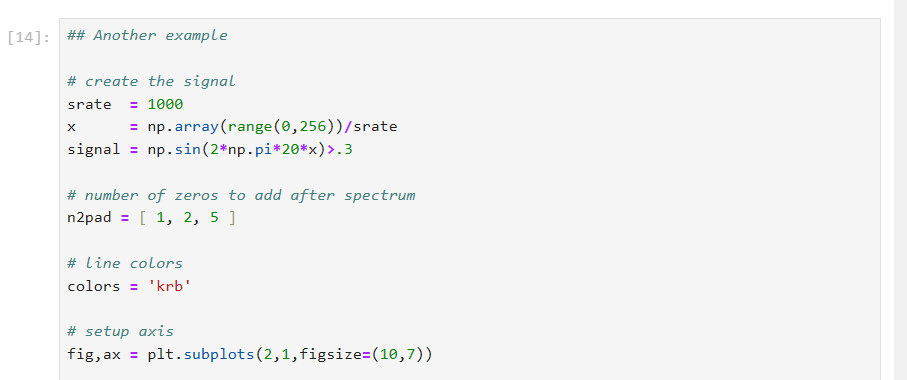 [14]:
## Another example
# create the signal
srate  = 1000
x      = np.array(range(0,256))/srate
signal = np.sin(2*np.pi*20*x)>.3
# number of zeros to add after spectrum
n2pad = [ 1, 2, 5 ]
# line colors
colors = 'krb'
# setup axis
fig,ax = plt.subplots(2,1,figsize=(10,7))